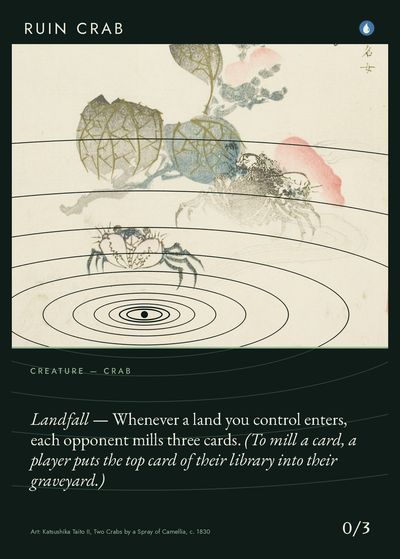 RUIN CRAB
CREATURE — CRAB
Landfall — Whenever a land you control enters,
each opponent mills three cards. (To mill a card, a
player puts the top card of their library into their
graveyard.)
Art: Katsushika Taito II, Two Crabs by a Spray of Camellia, c. 1830
0/3